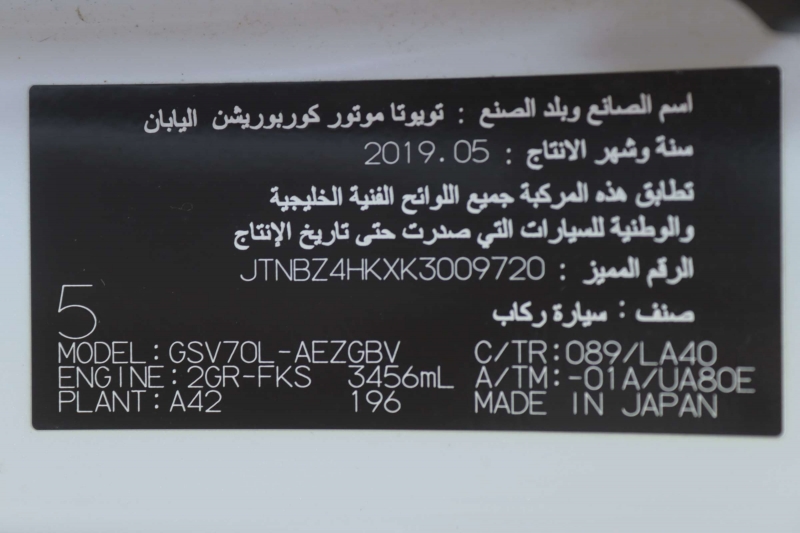 اسم الصانع وبلد الصنع : تويوتا موتور كوربوريشن اليابان
سنة وشهر الانتاج : 2019.05
تطابق هذه المركبة جميع اللوائح الفنية الخليجية
والوطنية للسيارات التي صدرت حتى تاريخ الإنتاج
الرقم المميز : JTNBZ4HKXK3009720
صنف : سيارة ركاب
5
MODEL:GSV70L-AEZGBV C/TR:089/LA40
ENGINE:2GR-FKS 3456mL A/TM:-01A/UA80E
PLANT:A42 196 MADE IN JAPAN